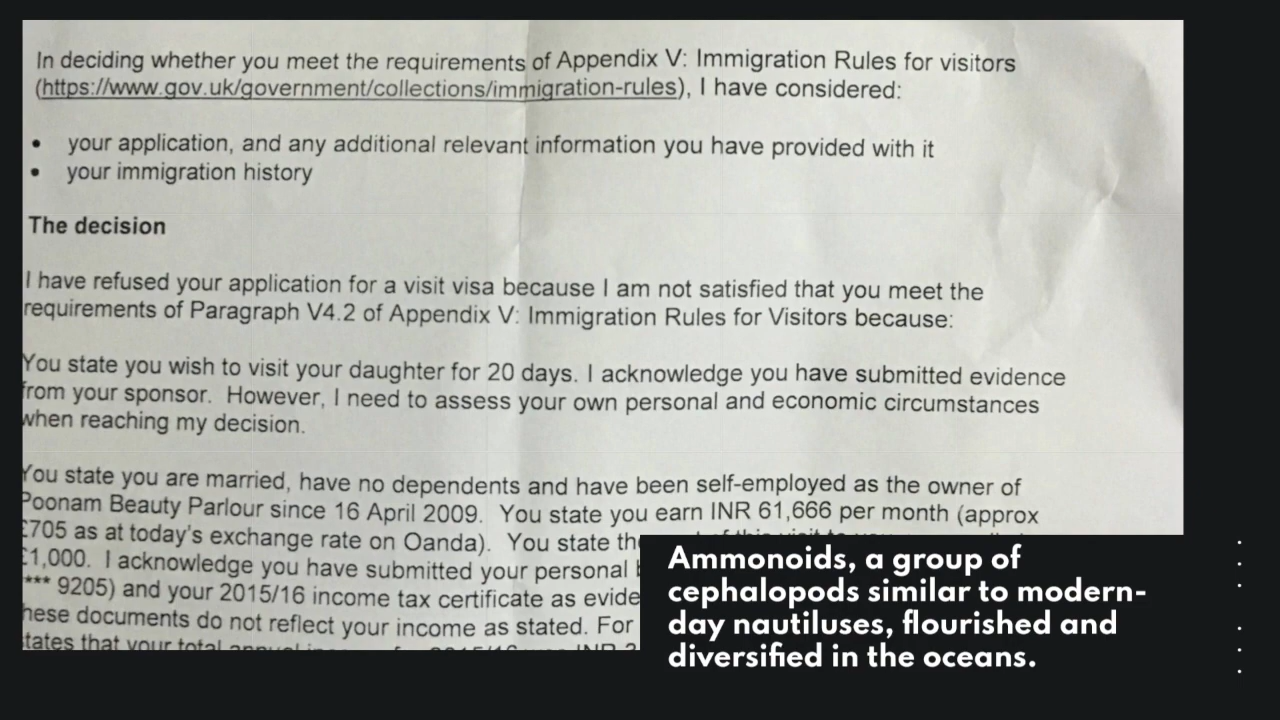 In deciding whether you meet the requirements of Appendix V: Immigration Rules for visitors
(https://www.gov.uk/government/collections/immigration-rules), I have considered:
• your application, and any additional relevant information you have provided with it
• your immigration history
The decision
I have refused your application for a visit visa because I am not satisfied that you meet the
requirements of Paragraph V4.2 of Appendix V: Immigration Rules for Visitors because:
You state you wish to visit your daughter for 20 days. I acknowledge you have submitted evidence
from your sponsor. However, I need to assess your own personal and economic circumstances
when reaching my decision.
You state you are married, have no dependents and have been self-employed as the owner of
Poonam Beauty Parlour since 16 April 2009. You state you earn INR 61,666 per month (approx
£705 as at today's exchange rate on Oanda). You state
£1,000. I acknowledge you have submitted your personal
*** 9205) and your 2015/16 income tax certificate as
hese documents do not reflect your income as stated. For
states that your total
Ammonoids, a group of
cephalopods similar to modern-
day nautiluses, flourished and
diversified in the oceans.